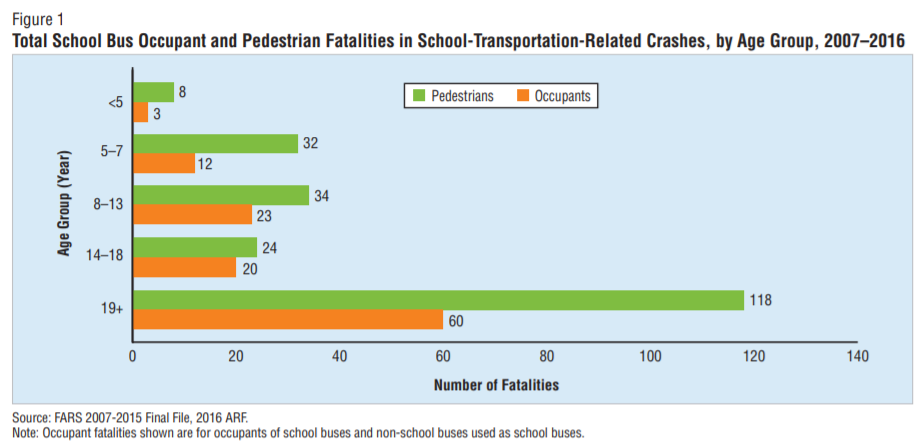 Figure 1
Total School Bus Occupant and Pedestrian Fatalities in School-Transportation-Related Crashes, by Age Group, 2007–2016
Pedestrians Occupants
Age Group (Year)
<5
8
3
5–7
32
12
8–13
34
23
14–18
24
20
19+
118
60
0 20 40 60 80 100 120 140
Number of Fatalities
Source: FARS 2007-2015 Final File, 2016 ARF.
Note: Occupant fatalities shown are for occupants of school buses and non-school buses used as school buses.